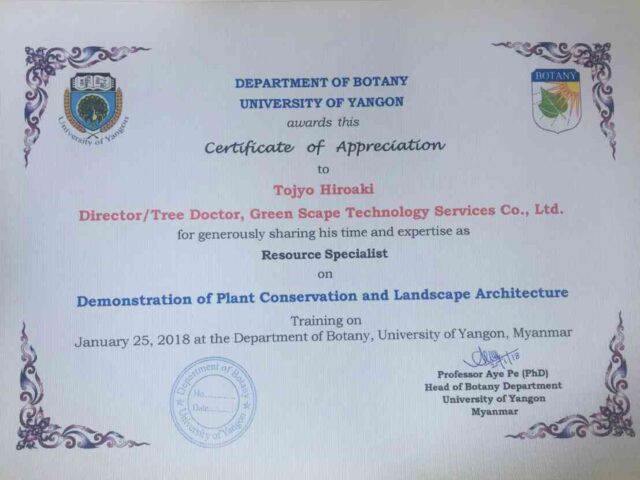 DEPARTMENT OF BOTANY
UNIVERSITY OF YANGON
awards this
Certificate of Appreciation
to
Tojyo Hiroaki
Director/Tree Doctor, Green Scape Technology Services Co., Ltd.
for generously sharing his time and expertise as
Resource Specialist
on
Demonstration of Plant Conservation and Landscape Architecture
Training on
January 25, 2018 at the Department of Botany, University of Yangon, Myanmar
Professor Aye Pe (PhD)
Head of Botany Department
University of Yangon
Myanmar
University of Yangon
BOTANY
Department of Botany
No.
Date
University of Yangon